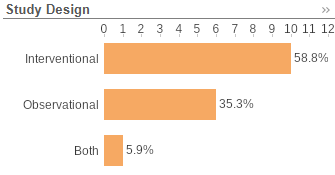 Study Design »
0 1 2 3 4 5 6 7 8 9 10 11 12
Interventional 58.8%
Observational 35.3%
Both 5.9%